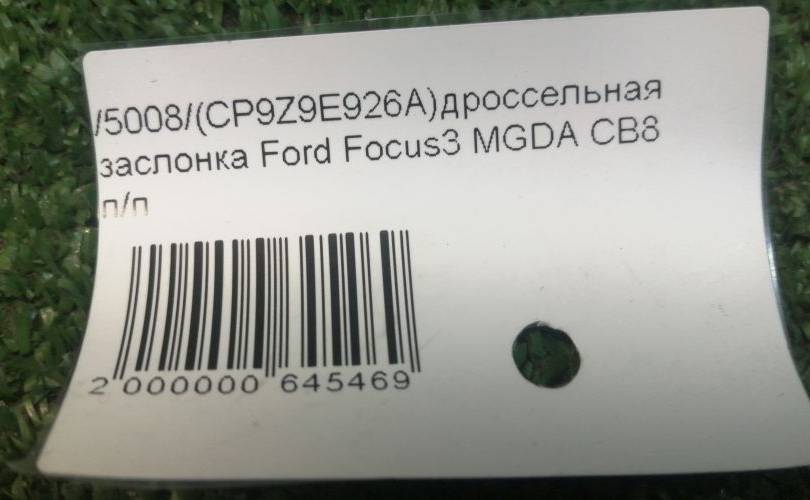 /5008/(CP9Z9E926A)дроссельная
заслонка Ford Focus3 MGDA CB8
п/п
2 000000 645469